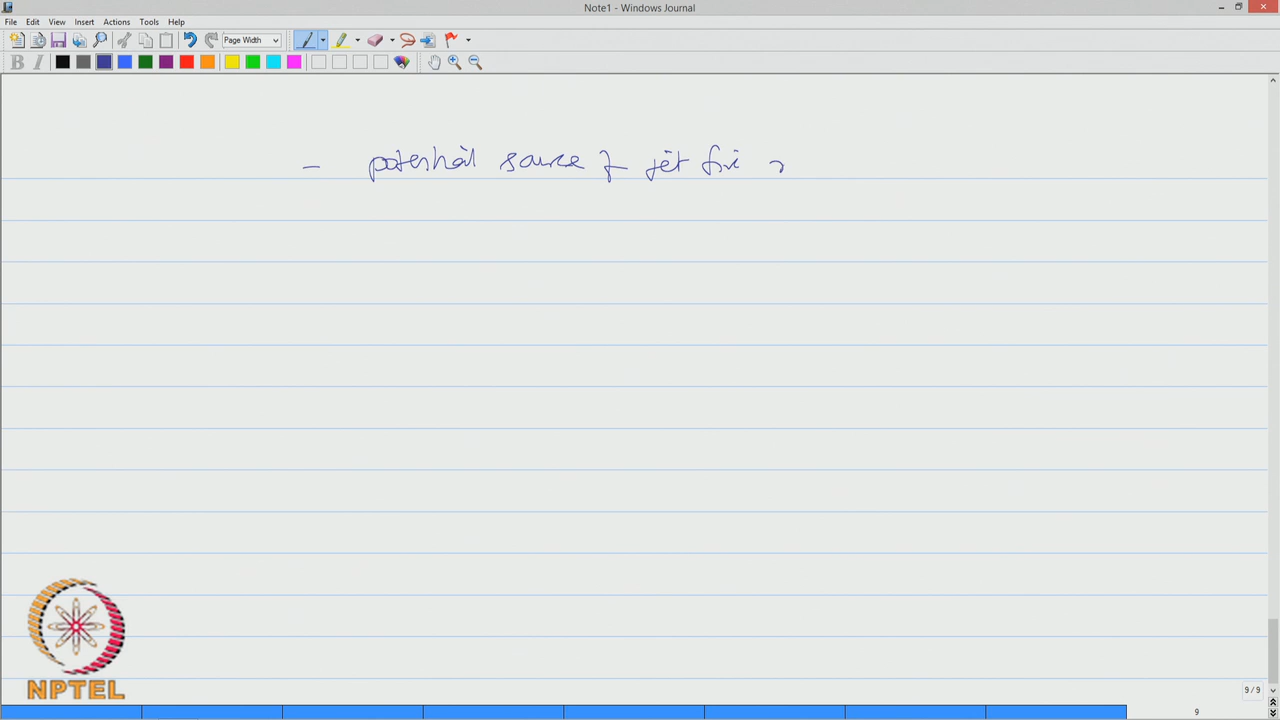 Note1 - Windows Journal
File Edit View Insert Actions Tools Help
Page Width
B I
- potential source of jet fire
9 / 9
NPTEL
9